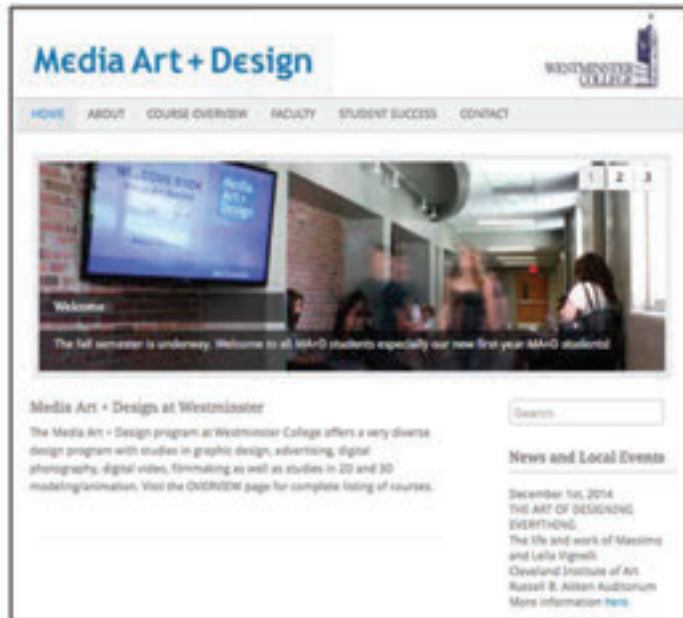 Media Art + Design
WESTMINSTER
COLLEGE
HOME ABOUT COURSE OVERVIEW FACULTY STUDENT SUCCESS CONTACT
1 2 3
WELCOME BACK
Media
Art +
Design
Welcome
The fall semester is underway. Welcome to all MA+D students especially our new first-year MA+D students!
Media Art + Design at Westminster
The Media Art + Design program at Westminster College offers a very diverse
design program with studies in graphic design, advertising, digital
photography, digital video, filmmaking as well as studies in 2D and 3D
modeling/animation. Visit the OVERVIEW page for complete listing of courses.
Search
News and Local Events
December 1st, 2014
THE ART OF DESIGNING
EVERYTHING
The life and work of Massimo
and Lella Vignelli
Cleveland Institute of Art
Russell B. Aitken Auditorium
More information here.